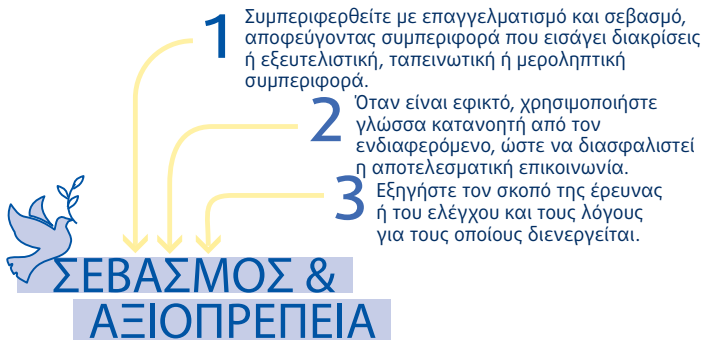 1
Συμπεριφερθείτε με επαγγελματισμό και σεβασμό,
αποφεύγοντας συμπεριφορά που εισάγει διακρίσεις
ή εξευτελιστική, ταπεινωτική ή μεροληπτική
συμπεριφορά.
2
Όταν είναι εφικτό, χρησιμοποιήστε
γλώσσα κατανοητή από τον
ενδιαφερόμενο, ώστε να διασφαλιστεί
η αποτελεσματική επικοινωνία.
3
Εξηγήστε τον σκοπό της έρευνας
ή του ελέγχου και τους λόγους
για τους οποίους διενεργείται.
ΣΕΒΑΣΜΟΣ &
ΑΞΙΟΠΡΕΠΕΙΑ